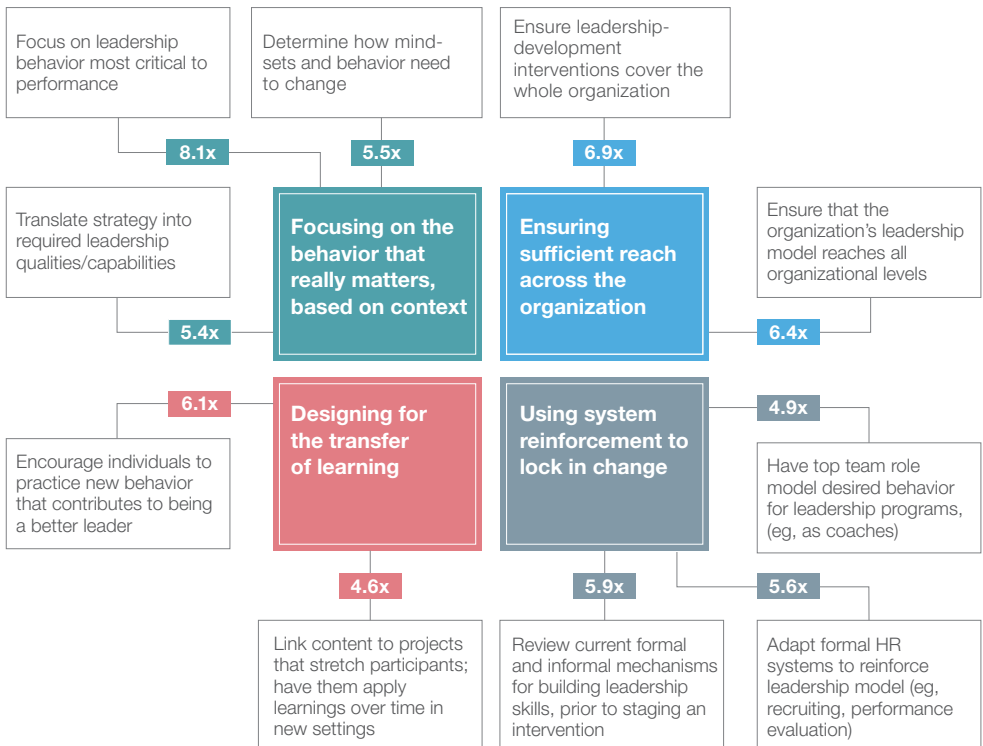 Focus on leadership
behavior most critical to
performance
Determine how mind-
sets and behavior need
to change
Ensure leadership-
development
interventions cover the
whole organization
8.1x
5.5x
6.9x
Translate strategy into
required leadership
qualities/capabilities
5.4x
Focusing on the
behavior that
really matters,
based on context
Ensuring
sufficient reach
across the
organization
Ensure that the
organization’s leadership
model reaches all
organizational levels
6.4x
6.1x
Encourage individuals to
practice new behavior
that contributes to being
a better leader
Designing for
the transfer
of learning
Using system
reinforcement to
lock in change
4.9x
Have top team role
model desired behavior
for leadership programs,
(eg, as coaches)
4.6x
5.9x
5.6x
Link content to projects
that stretch participants;
have them apply
learnings over time in
new settings
Review current formal
and informal mechanisms
for building leadership
skills, prior to staging an
intervention
Adapt formal HR
systems to reinforce
leadership model (eg,
recruiting, performance
evaluation)